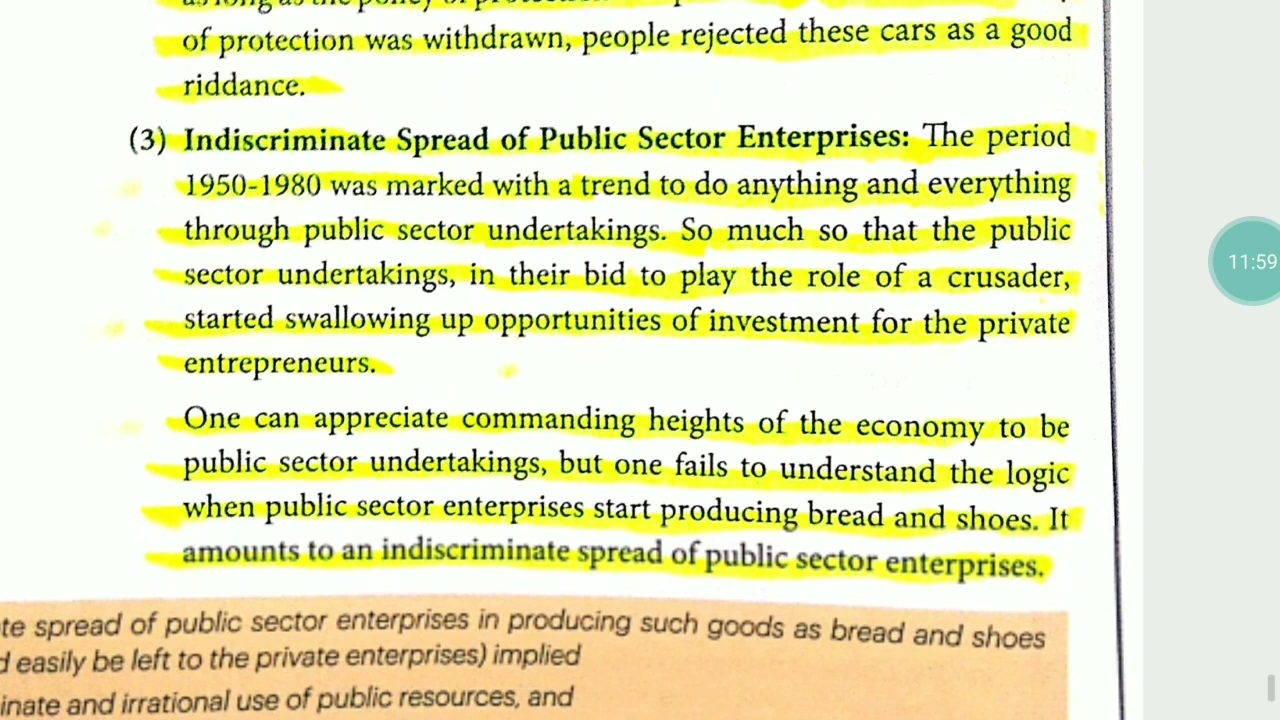 of protection was withdrawn, people rejected these cars as a good
riddance.
(3) Indiscriminate Spread of Public Sector Enterprises: The period
1950-1980 was marked with a trend to do anything and everything
through public sector undertakings. So much so that the public
sector undertakings, in their bid to play the role of a crusader,
started swallowing up opportunities of investment for the private
entrepreneurs.
One can appreciate commanding heights of the economy to be
public sector undertakings, but one fails to understand the logic
when public sector enterprises start producing bread and shoes. It
amounts to an indiscriminate spread of public sector enterprises.
spread of public sector enterprises in producing such goods as bread and shoes
easily be left to the private enterprises) implied
and irrational use of public resources, and
11:59